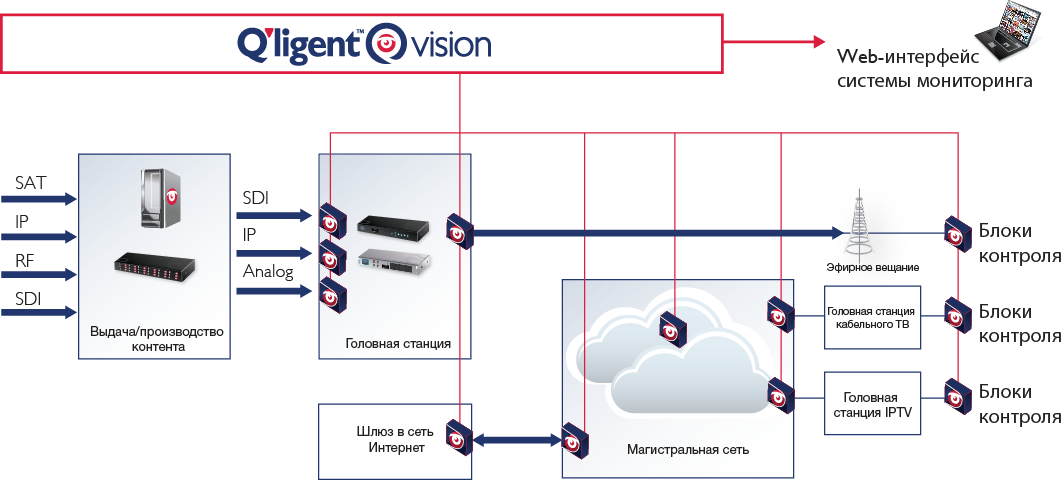 Q'ligent™ vision
Web-интерфейс
системы мониторинга
SAT
IP
RF
SDI
Выдача/производство
контента
SDI
IP
Analog
Головная станция
Эфирное вещание
Блоки
контроля
Головная станция
кабельного ТВ
Блоки
контроля
Головная
станция IPTV
Блоки
контроля
Шлюз в сеть
Интернет
Магистральная сеть